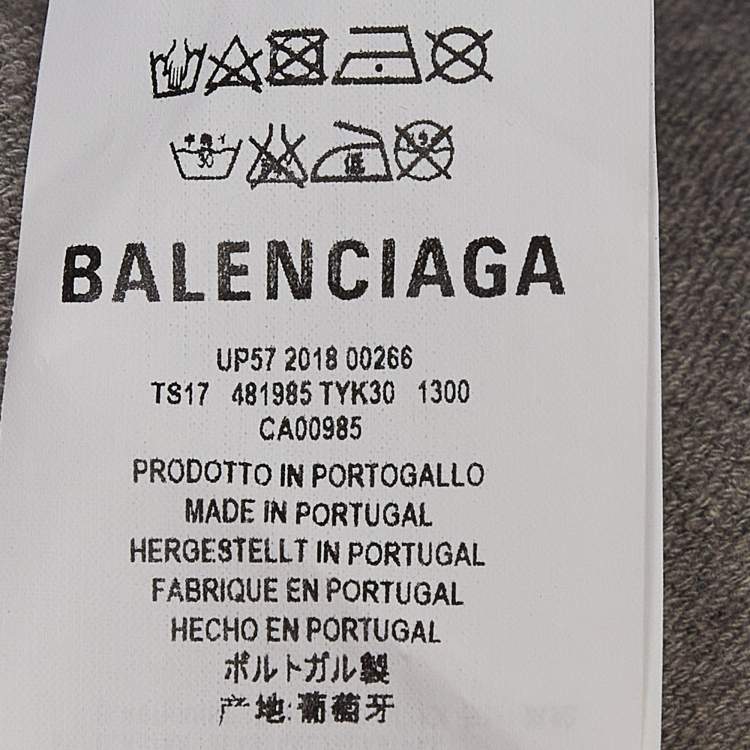 BALENCIAGA
UP57 2018 00266
TS17 481985 TYK30 1300
CA00985
PRODOTTO IN PORTOGALLO
MADE IN PORTUGAL
HERGESTELLT IN PORTUGAL
FABRIQUE EN PORTUGAL
HECHO EN PORTUGAL
ポルトガル製
产地:葡萄牙